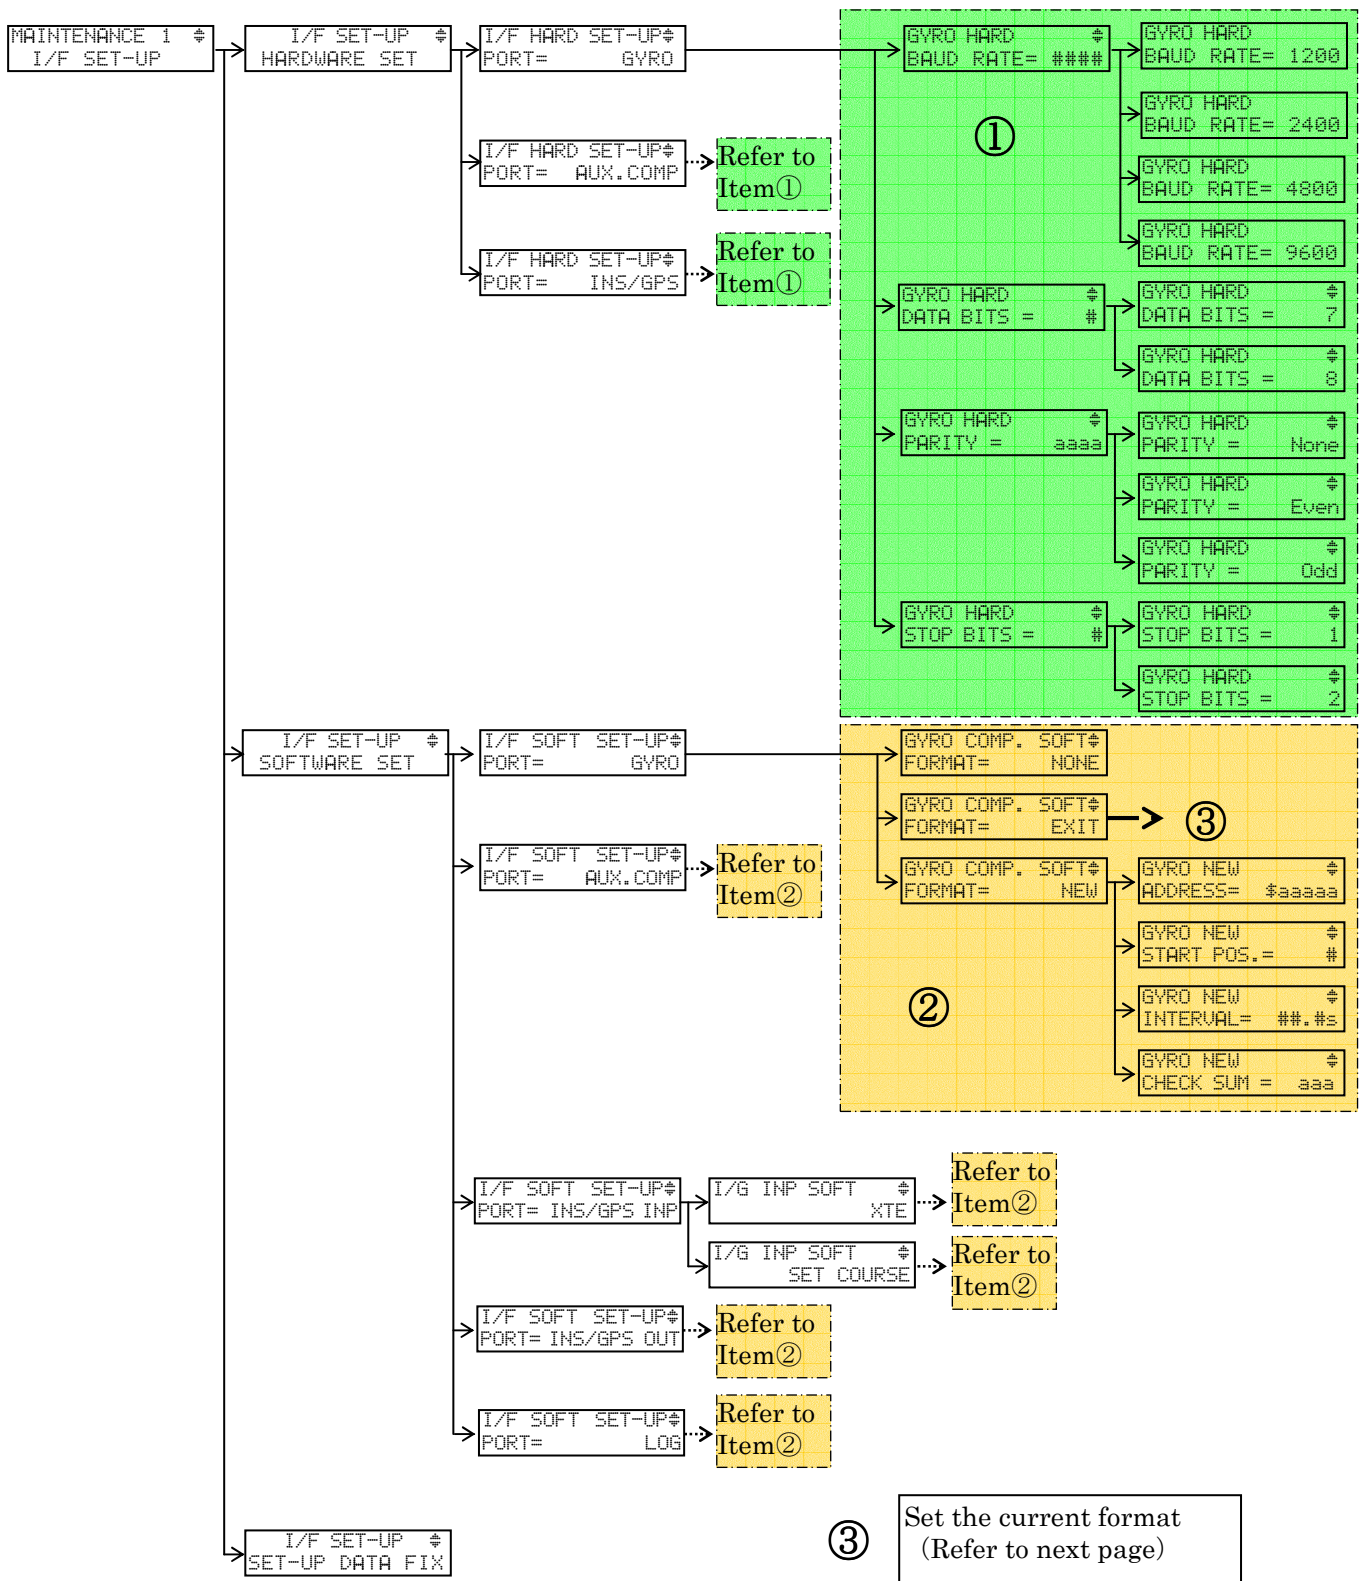 MAINTENANCE 1
I/F SET-UP
I/F SET-UP
HARDWARE SET
I/F HARD SET-UP
PORT= GYRO
GYRO HARD
BAUD RATE= ####
GYRO HARD
BAUD RATE= 1200
GYRO HARD
BAUD RATE= 2400
①
I/F HARD SET-UP
PORT= AUX.COMP
Refer to
Item①
GYRO HARD
BAUD RATE= 4800
GYRO HARD
BAUD RATE= 9600
I/F HARD SET-UP
PORT= INS/GPS
Refer to
Item①
GYRO HARD
DATA BITS = #
GYRO HARD
DATA BITS = 7
GYRO HARD
DATA BITS = 8
GYRO HARD
PARITY = aaaa
GYRO HARD
PARITY = None
GYRO HARD
PARITY = Even
GYRO HARD
PARITY = Odd
GYRO HARD
STOP BITS = #
GYRO HARD
STOP BITS = 1
GYRO HARD
STOP BITS = 2
I/F SET-UP
SOFTWARE SET
I/F SOFT SET-UP
PORT= GYRO
GYRO COMP. SOFT
FORMAT= NONE
GYRO COMP. SOFT
FORMAT= EXIT
③
I/F SOFT SET-UP
PORT= AUX.COMP
Refer to
Item②
GYRO COMP. SOFT
FORMAT= NEW
GYRO NEW
ADDRESS= $aaaaa
GYRO NEW
START POS.= #
②
GYRO NEW
INTERVAL= ##.#s
GYRO NEW
CHECK SUM = aaa
I/F SOFT SET-UP
PORT= INS/GPS INP
I/G INP SOFT
XTE
Refer to
Item②
I/G INP SOFT
SET COURSE
Refer to
Item②
I/F SOFT SET-UP
PORT= INS/GPS OUT
Refer to
Item②
I/F SOFT SET-UP
PORT= LOG
Refer to
Item②
I/F SET-UP
SET-UP DATA FIX
③
Set the current format
(Refer to next page)